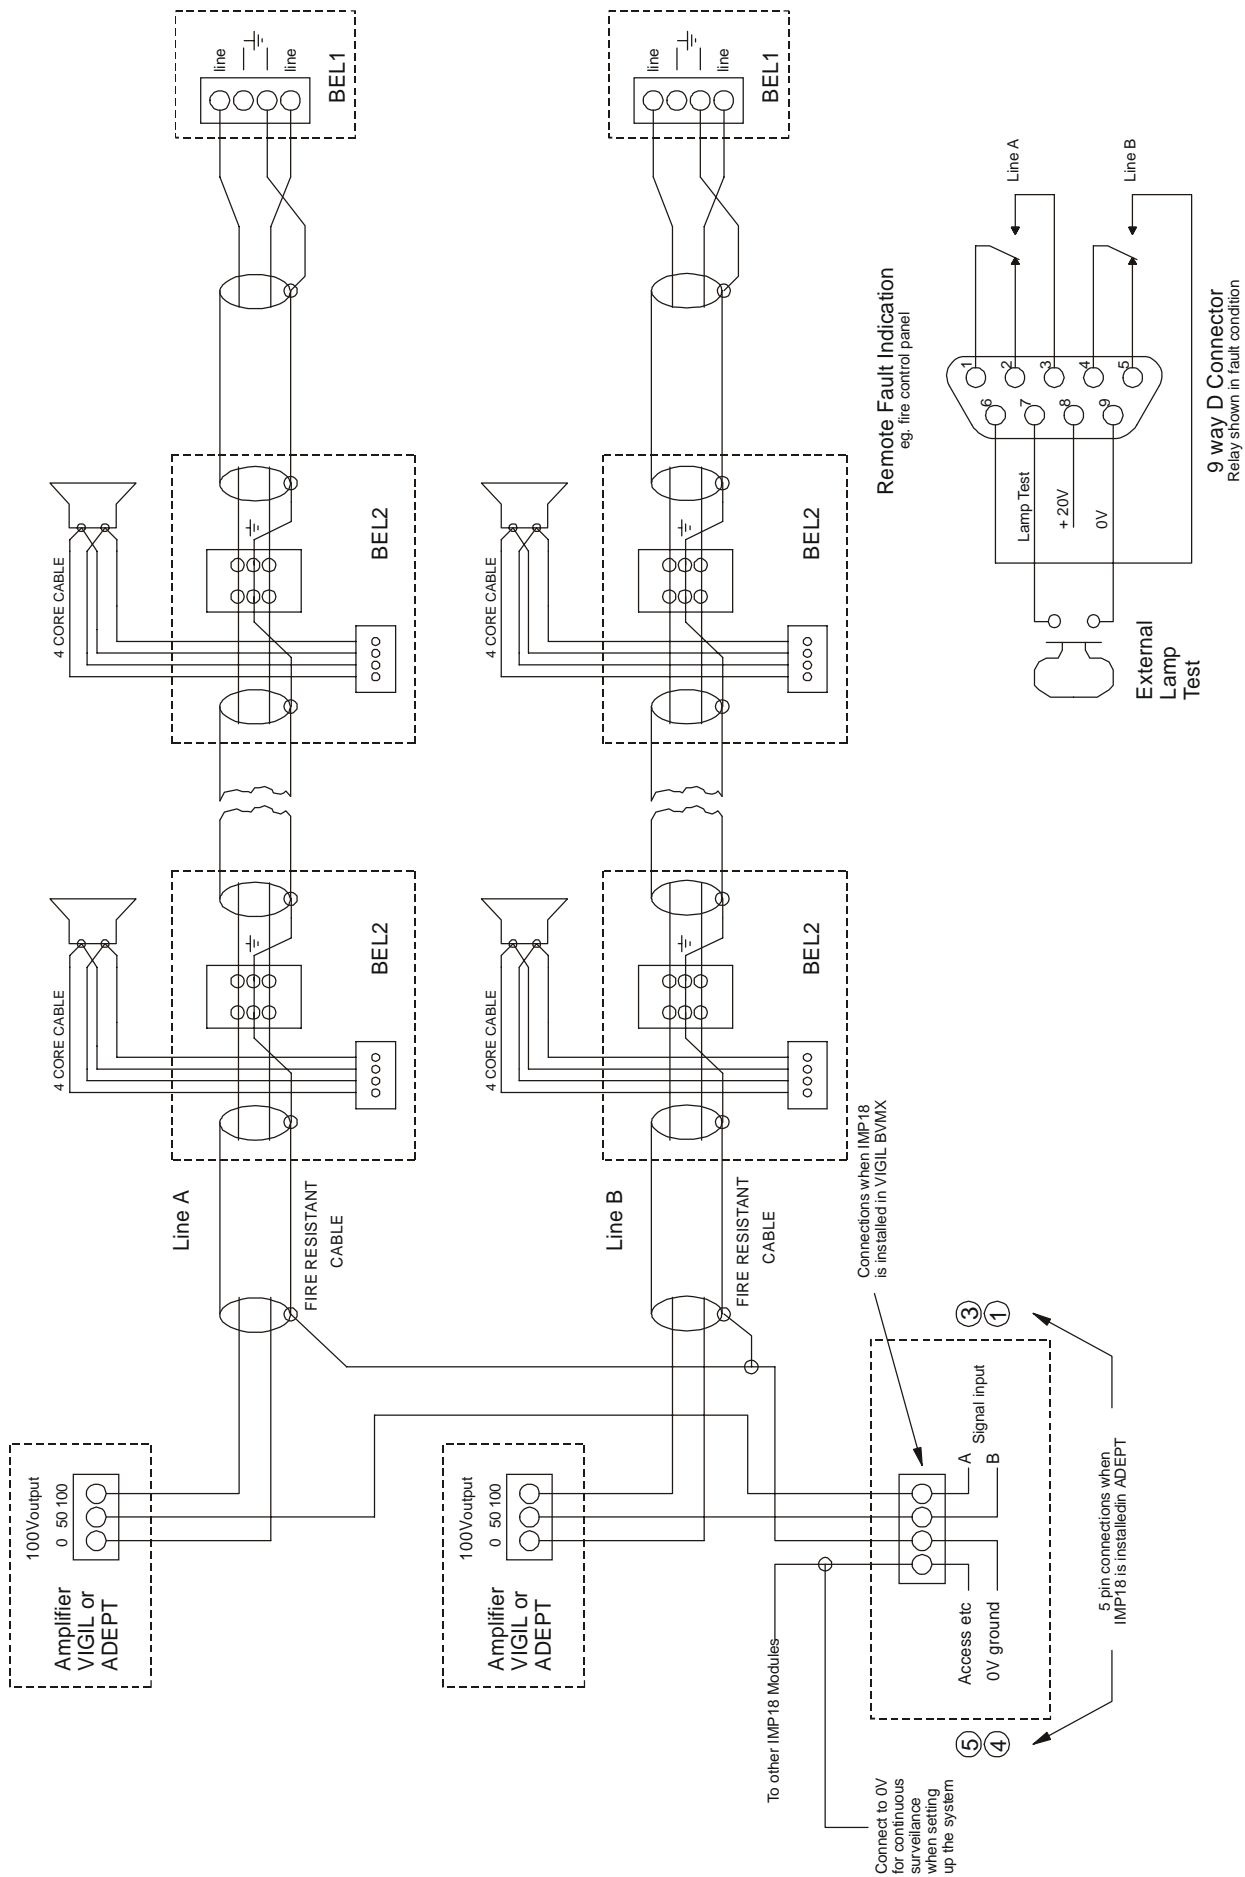 Amplifier
VIGIL or
ADEPT
100Voutput
0 50 100
Line A
FIRE RESISTANT
CABLE
4 CORE CABLE
BEL2
4 CORE CABLE
BEL2
line
line
BEL1
Amplifier
VIGIL or
ADEPT
100Voutput
0 50 100
Line B
FIRE RESISTANT
CABLE
4 CORE CABLE
BEL2
4 CORE CABLE
BEL2
line
line
BEL1
To other IMP18 Modules
Connect to 0V
for continuous
surveilance
when setting
up the system
Connections when IMP18
is installed in VIGIL BVMX
Access etc
0V ground
A
B
Signal input
5
4
3
1
5 pin connections when
IMP18 is installedin ADEPT
Remote Fault Indication
eg. fire control panel
External
Lamp
Test
Lamp Test
+ 20V
0V
6
7
8
9
1
2
3
4
5
Line A
Line B
9 way D Connector
Relay shown in fault condition